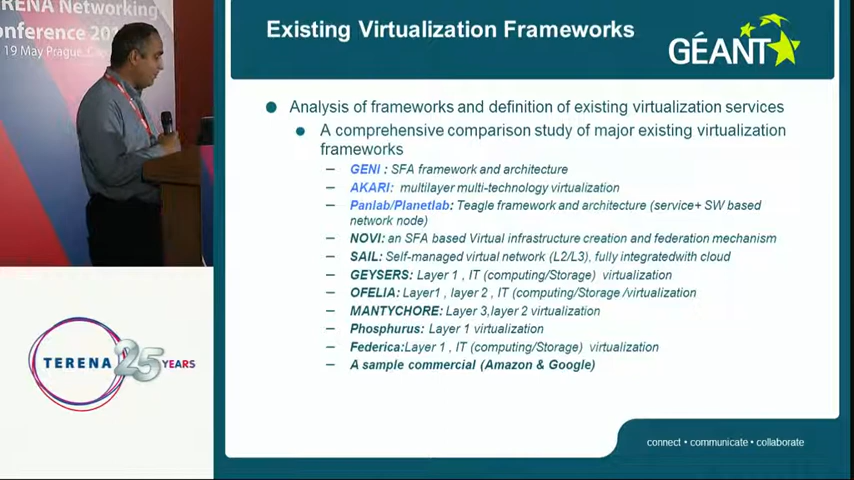 RENA Networking
onference 20
19 May Prague,
TERENA 25 YEARS
Existing Virtualization Frameworks
GÉANT
Analysis of frameworks and definition of existing virtualization services
A comprehensive comparison study of major existing virtualization
frameworks
– GENI : SFA framework and architecture
– AKARI: multilayer multi-technology virtualization
– Panlab/Planetlab: Teagle framework and architecture (service+ SW based
network node)
– NOVI: an SFA based Virtual infrastructure creation and federation mechanism
– SAIL: Self-managed virtual network (L2/L3), fully integratedwith cloud
– GEYSERS: Layer 1 , IT (computing/Storage) virtualization
– OFELIA: Layer1 , layer 2 , IT (computing/Storage /virtualization
– MANTYCHORE: Layer 3,layer 2 virtualization
– Phosphurus: Layer 1 virtualization
– Federica:Layer 1 , IT (computing/Storage) virtualization
– A sample commercial (Amazon & Google)
connect • communicate • collaborate